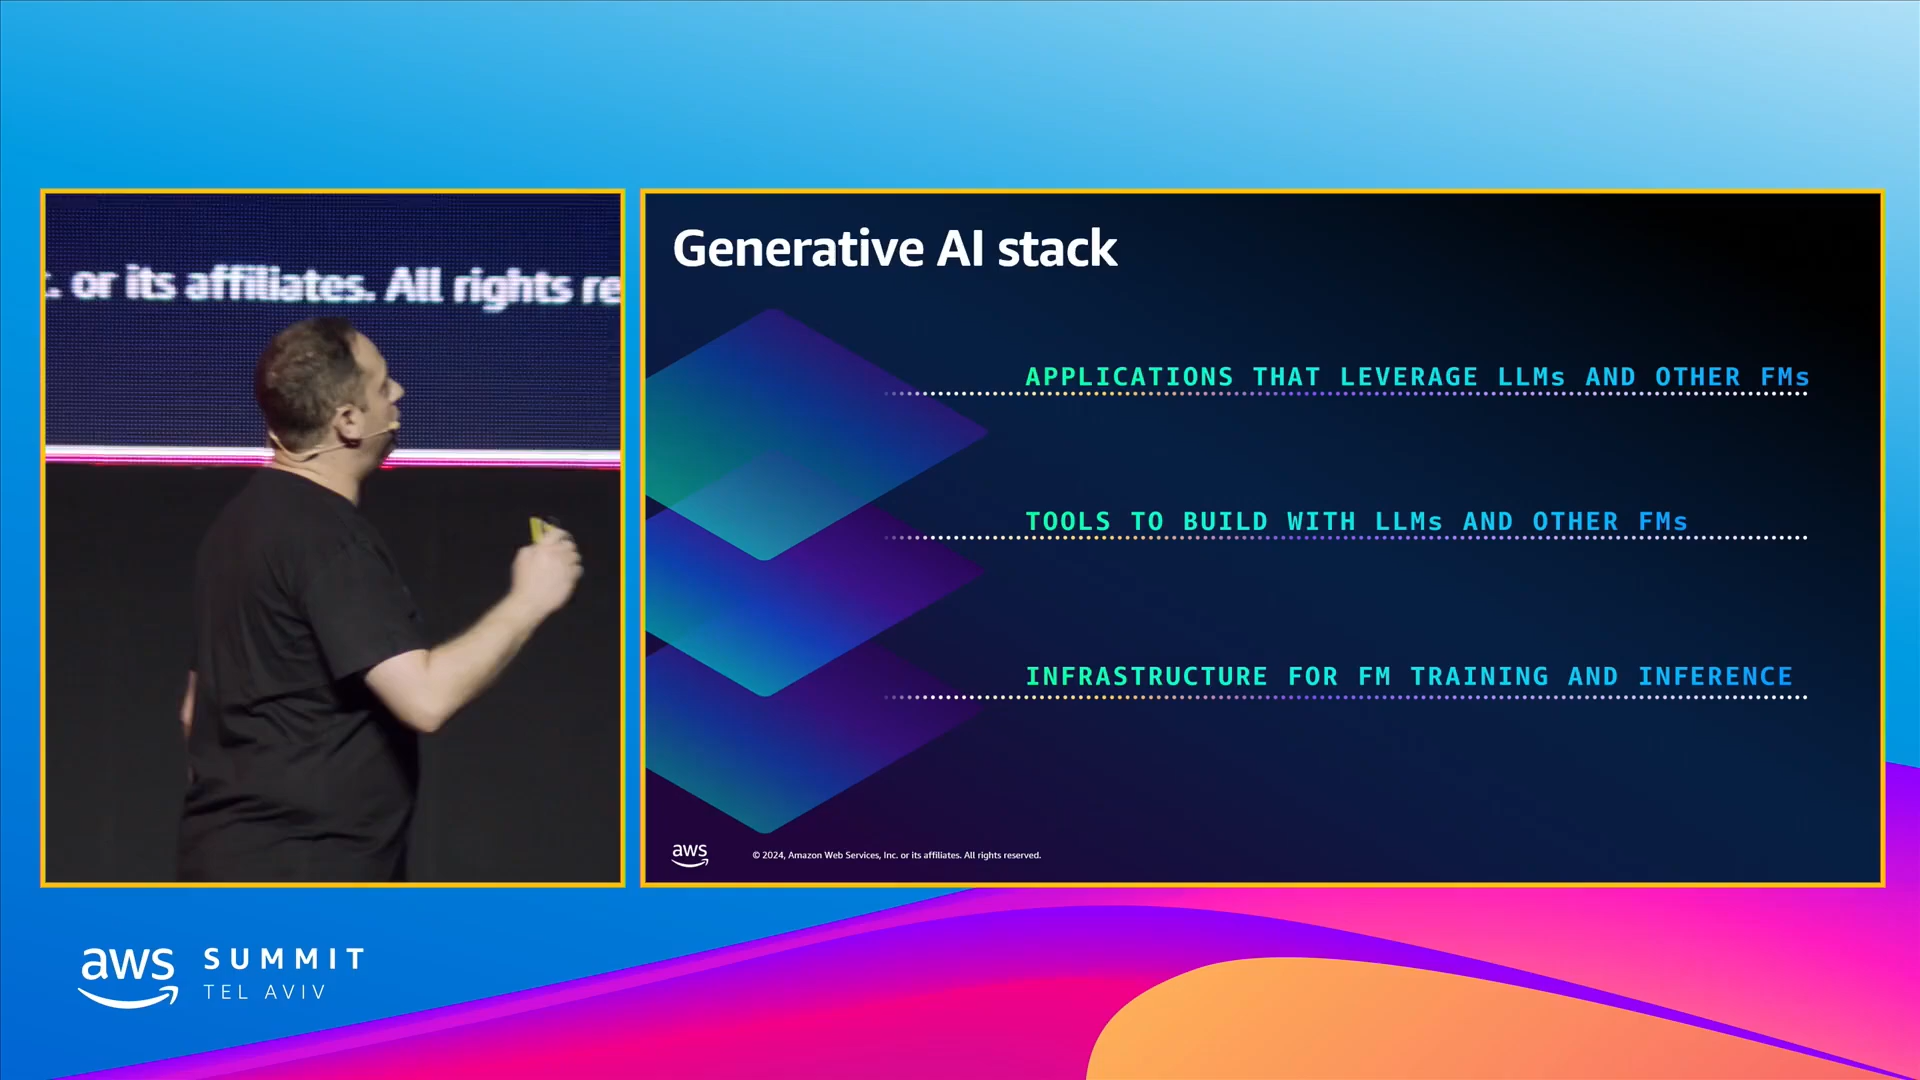 . or its affiliates. All rights re
Generative AI stack
APPLICATIONS THAT LEVERAGE LLMs AND OTHER FMs
TOOLS TO BUILD WITH LLMs AND OTHER FMs
INFRASTRUCTURE FOR FM TRAINING AND INFERENCE
aws
© 2024, Amazon Web Services, Inc. or its affiliates. All rights reserved.
aws SUMMIT
TEL AVIV